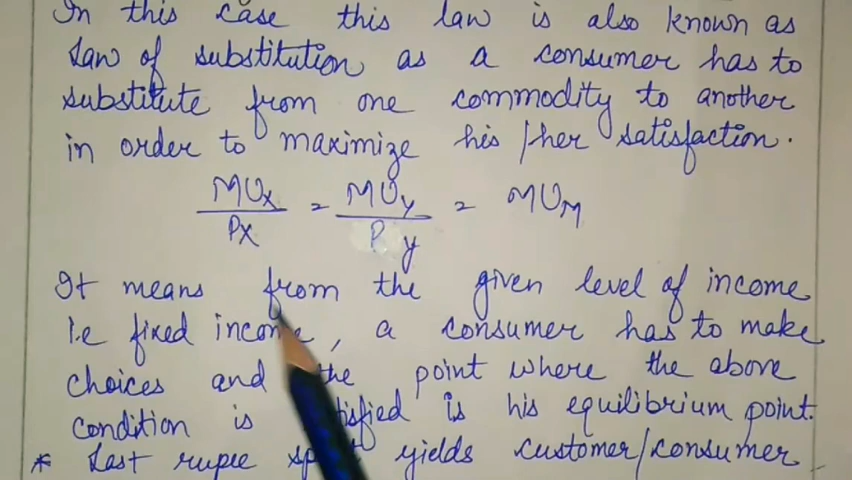 In this case this law is also known as
Law of substitution as a consumer has to
substitute from one commodity to another
in order to maximize his/her satisfaction.
MUx/Px = MUy/Py = MUM
It means from the given level of income
i.e fixed income, a consumer has to make
choices and the point where the above
condition is satisfied is his equilibrium point.
* Last rupee spent yields customer/consumer